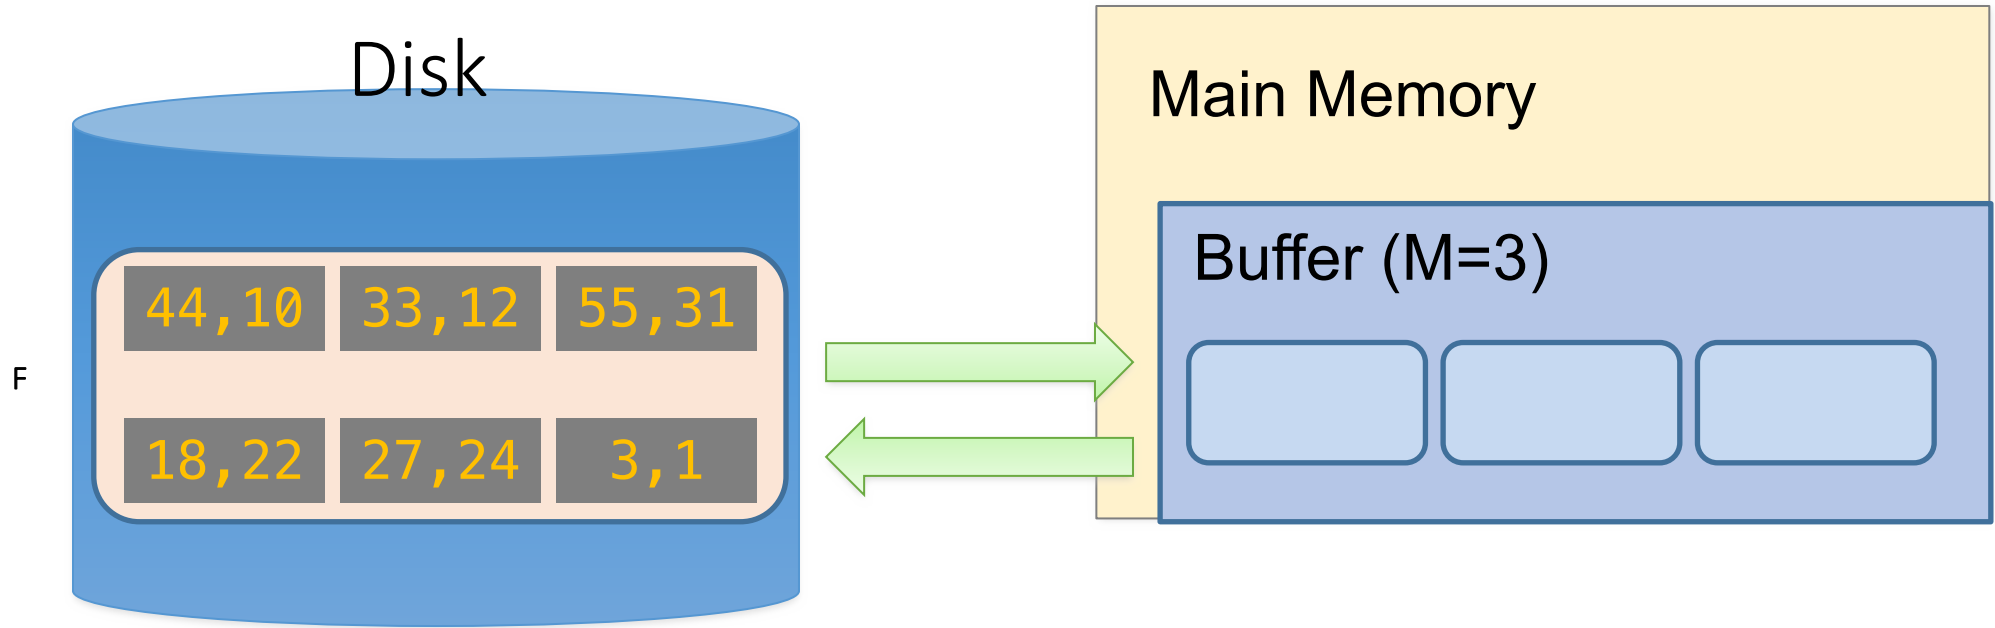 Disk
Main Memory
Buffer (M=3)
44,10 33,12 55,31
F
18,22 27,24 3,1